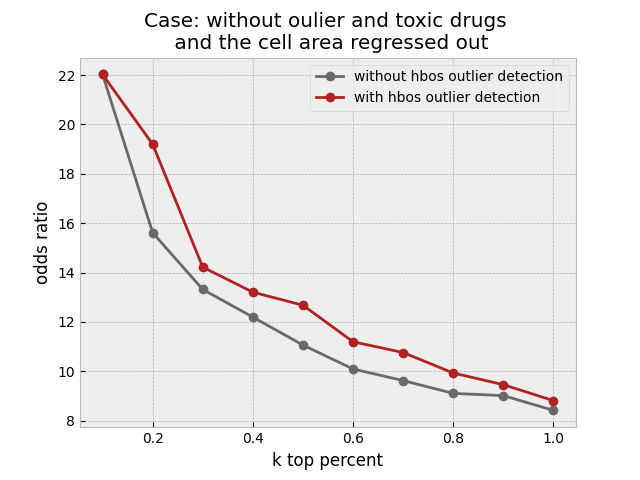 Case: without oulier and toxic drugs
and the cell area regressed out
without hbos outlier detection
with hbos outlier detection
odds ratio
22
20
18
16
14
12
10
8
0.2 0.4 0.6 0.8 1.0
k top percent